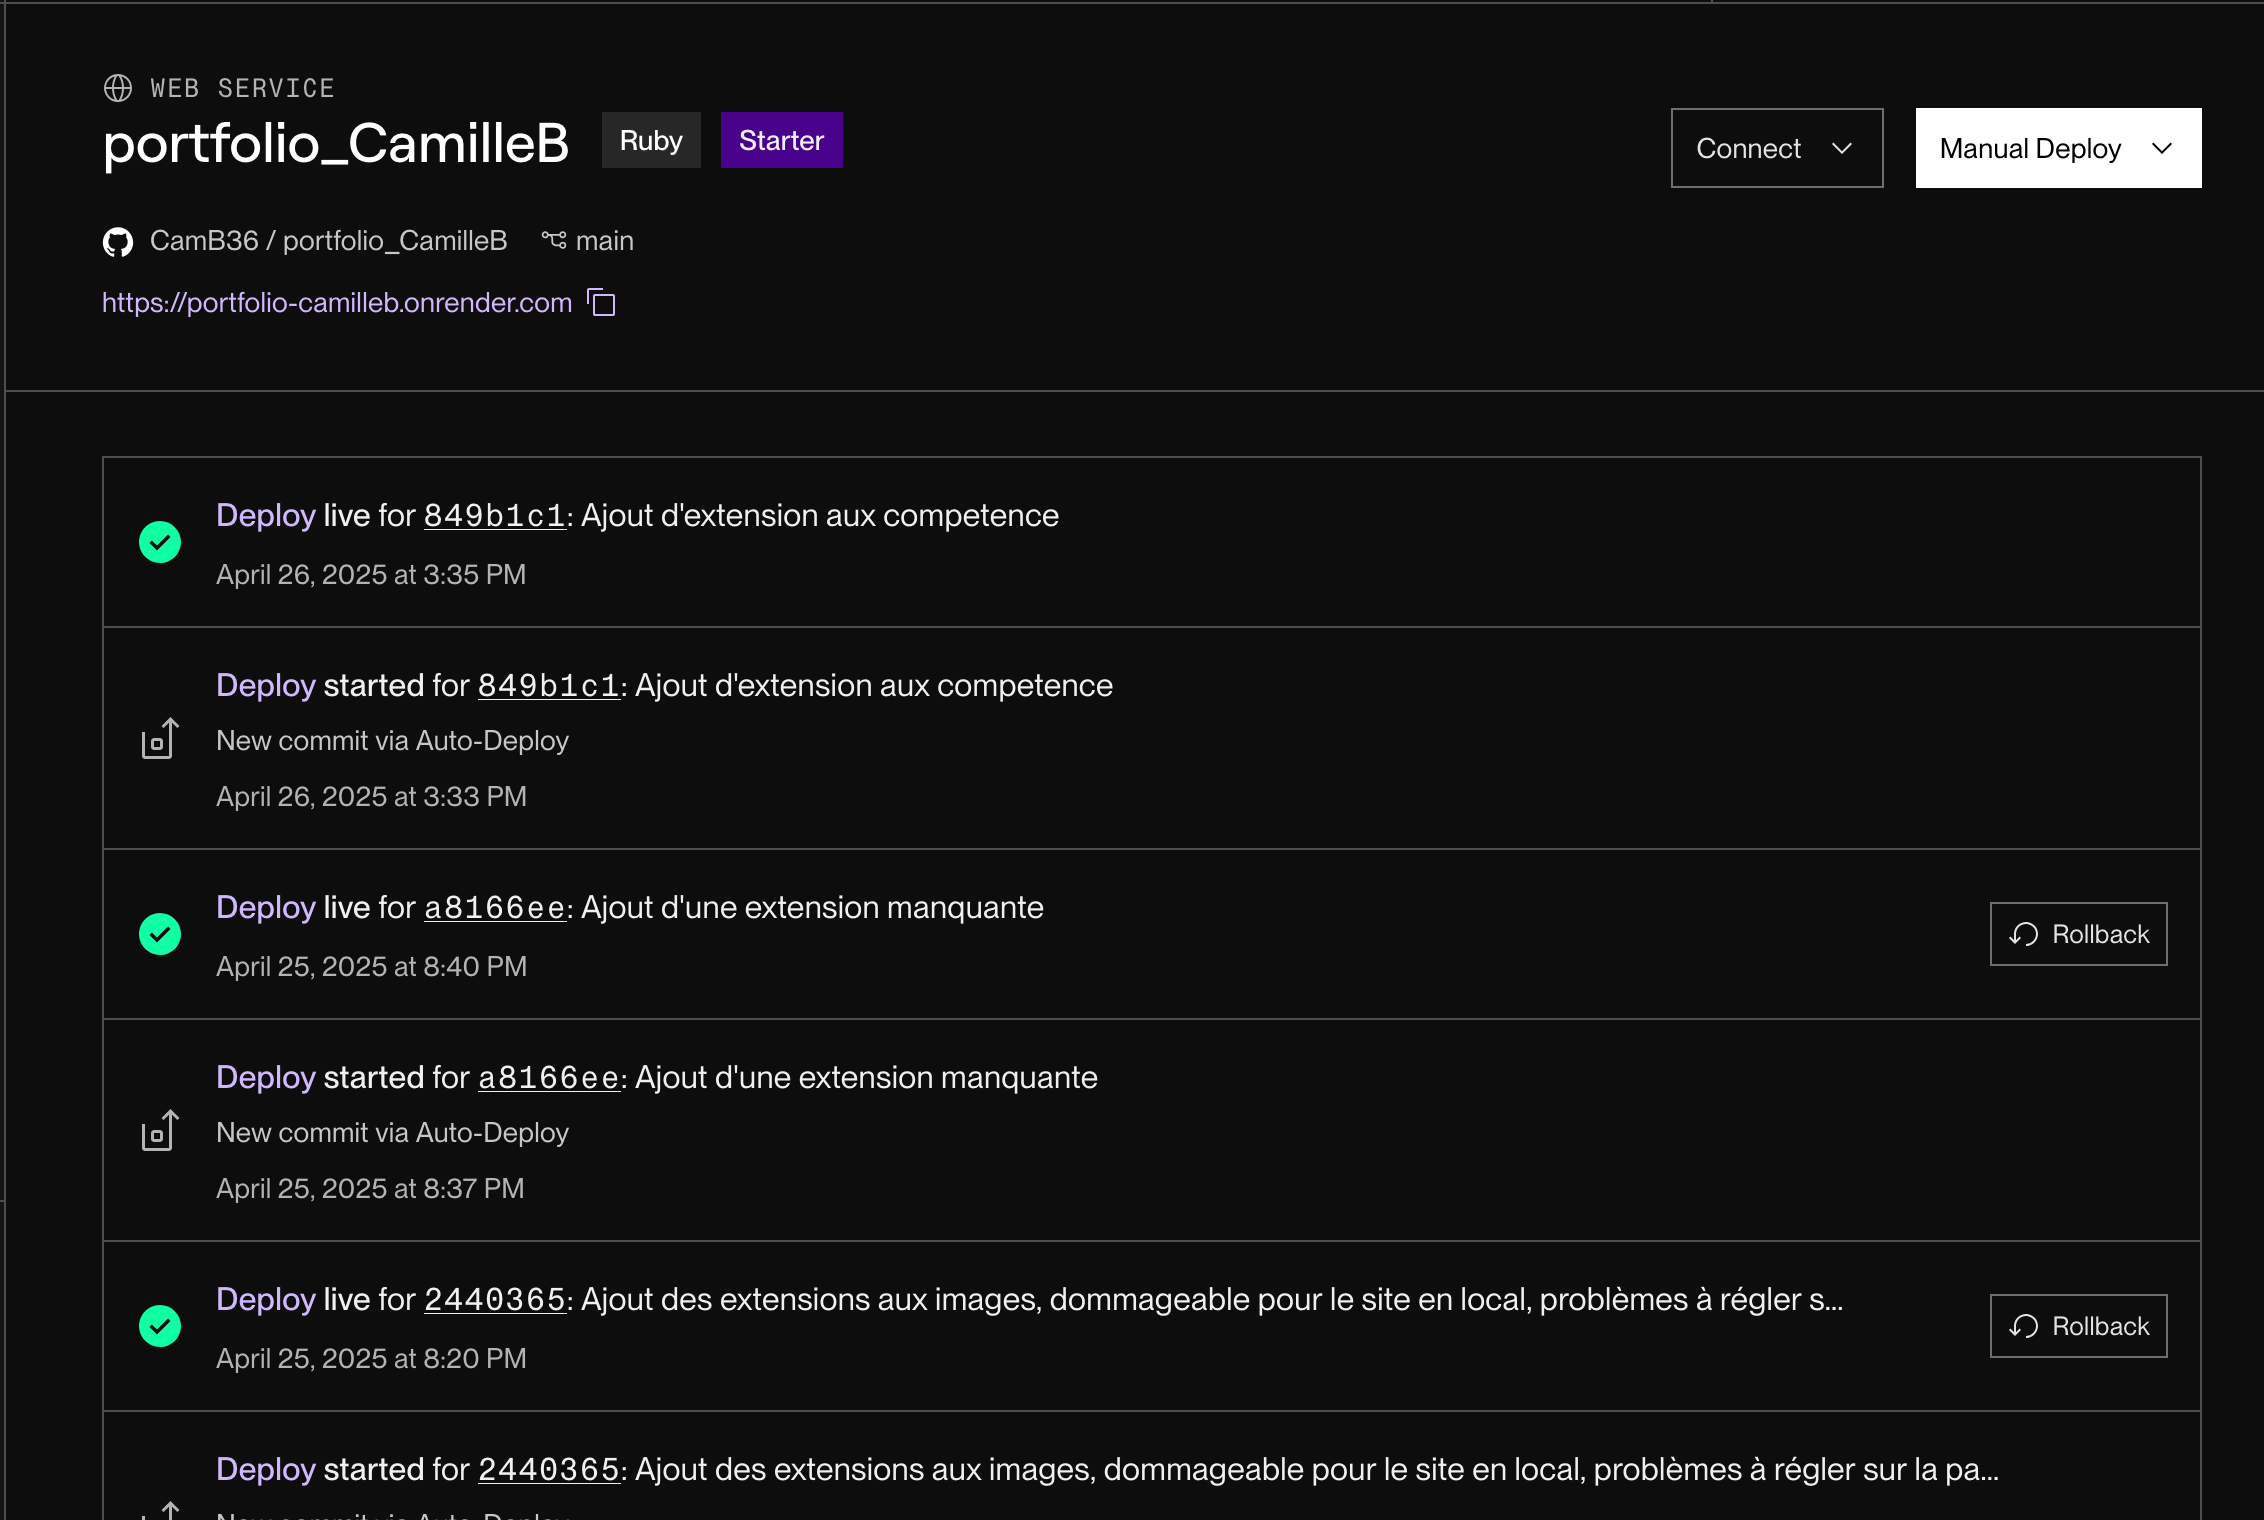 WEB SERVICE
portfolio_CamilleB Ruby Starter
Connect Manual Deploy
CamB36 / portfolio_CamilleB main
https://portfolio-camilleb.onrender.com
Deploy live for 849b1c1: Ajout d'extension aux competence
April 26, 2025 at 3:35 PM
Deploy started for 849b1c1: Ajout d'extension aux competence
New commit via Auto-Deploy
April 26, 2025 at 3:33 PM
Deploy live for a8166ee: Ajout d'une extension manquante
April 25, 2025 at 8:40 PM
Rollback
Deploy started for a8166ee: Ajout d'une extension manquante
New commit via Auto-Deploy
April 25, 2025 at 8:37 PM
Deploy live for 2440365: Ajout des extensions aux images, dommageable pour le site en local, problèmes à régler s...
April 25, 2025 at 8:20 PM
Rollback
Deploy started for 2440365: Ajout des extensions aux images, dommageable pour le site en local, problèmes à régler sur la pa...
New commit via Auto-Deploy